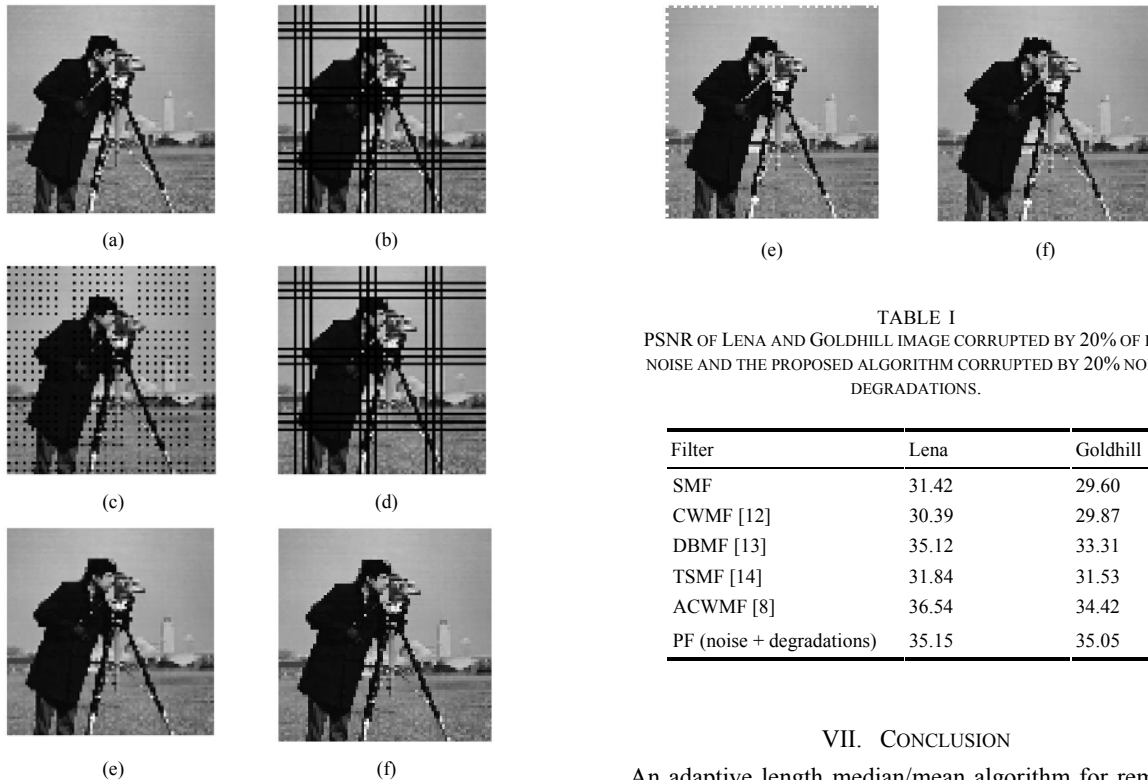 (a)
(b)
(c)
(d)
(e)
(f)
(e)
(f)
TABLE I
PSNR OF LENA AND GOLDHILL IMAGE CORRUPTED BY 20% OF
NOISE AND THE PROPOSED ALGORITHM CORRUPTED BY 20%
DEGRADATIONS.
Filter Lena Goldhill
SMF 31.42 29.60
CWMF [12] 30.39 29.87
DBMF [13] 35.12 33.31
TSMF [14] 31.84 31.53
ACWMF [8] 36.54 34.42
PF (noise + degradations) 35.15 35.05
VII. CONCLUSION
An adaptive length median/mean algorithm for